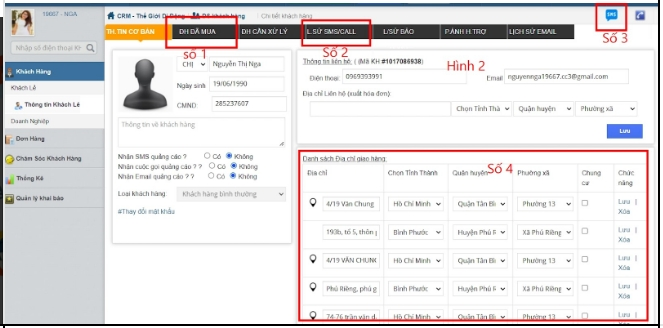 19667 - NGA
CRM - Thế Giới Di Động
Đã khách hàng
Chi tiết khách hàng
SMS
Số 3
TH.TIN CƠ BẢN
ĐH ĐÃ MUA
ĐH CẦN XỬ LÝ
L.SỬ SMS/CALL
L/SỬ BÁO
P.ÁNH H.TRỢ
LỊCH SỬ EMAIL
số 1
Số 2
Hình 2
Nhập số điện thoại KH
Khách Hàng
Khách Lẻ
Thông tin Khách Lẻ
Doanh Nghiệp
Đơn Hàng
Chăm Sóc Khách Hàng
Thống Kê
Quản lý khai báo
CHỊ
Nguyễn Thị Nga
Ngày sinh
19/06/1990
CMND:
285237607
Thông tin về khách hàng
Nhận SMS quảng cáo ?
Có
Không
Nhận cuộc gọi quảng cáo ?
Có
Không
Nhận Email quảng cáo ?
Có
Không
Loại khách hàng:
Khách hàng bình thường
#Thay đổi mật khẩu
Thông tin liên hệ: ( (Mã KH #1017086938)
Điện thoại:
0969393991
Email
nguyennga19667.cc3@gmail.com
Địa chỉ Liên hệ (xuất hóa đơn)
Chọn Tỉnh Thà
Quận huyện
Phường xã
Lưu
Danh sách Địa chỉ giao hàng:
Số 4
Địa chỉ
Chọn Tỉnh Thành
Quận huyện
Phường xã
Chung cư
Chức năng
4/19 Văn Chung
Hồ Chí Minh
Quận Tân Bì
Phường 13
Lưu |
Xóa
193b, tổ 5, thôn
Bình Phước
Huyện Phú R
Xã Phú Riềng
Lưu |
Xóa
4/19 VĂN CHUNG
Hồ Chí Minh
Quận Tân Bì
Phường 13
Lưu |
Xóa
Phú Riềng, phú g
Bình Phước
Huyện Phú R
Xã Phú Riềng
Lưu |
Xóa
74-76 trần văn d
Hồ Chí Minh
Quận Tân Bì
Phường 13
Lưu |